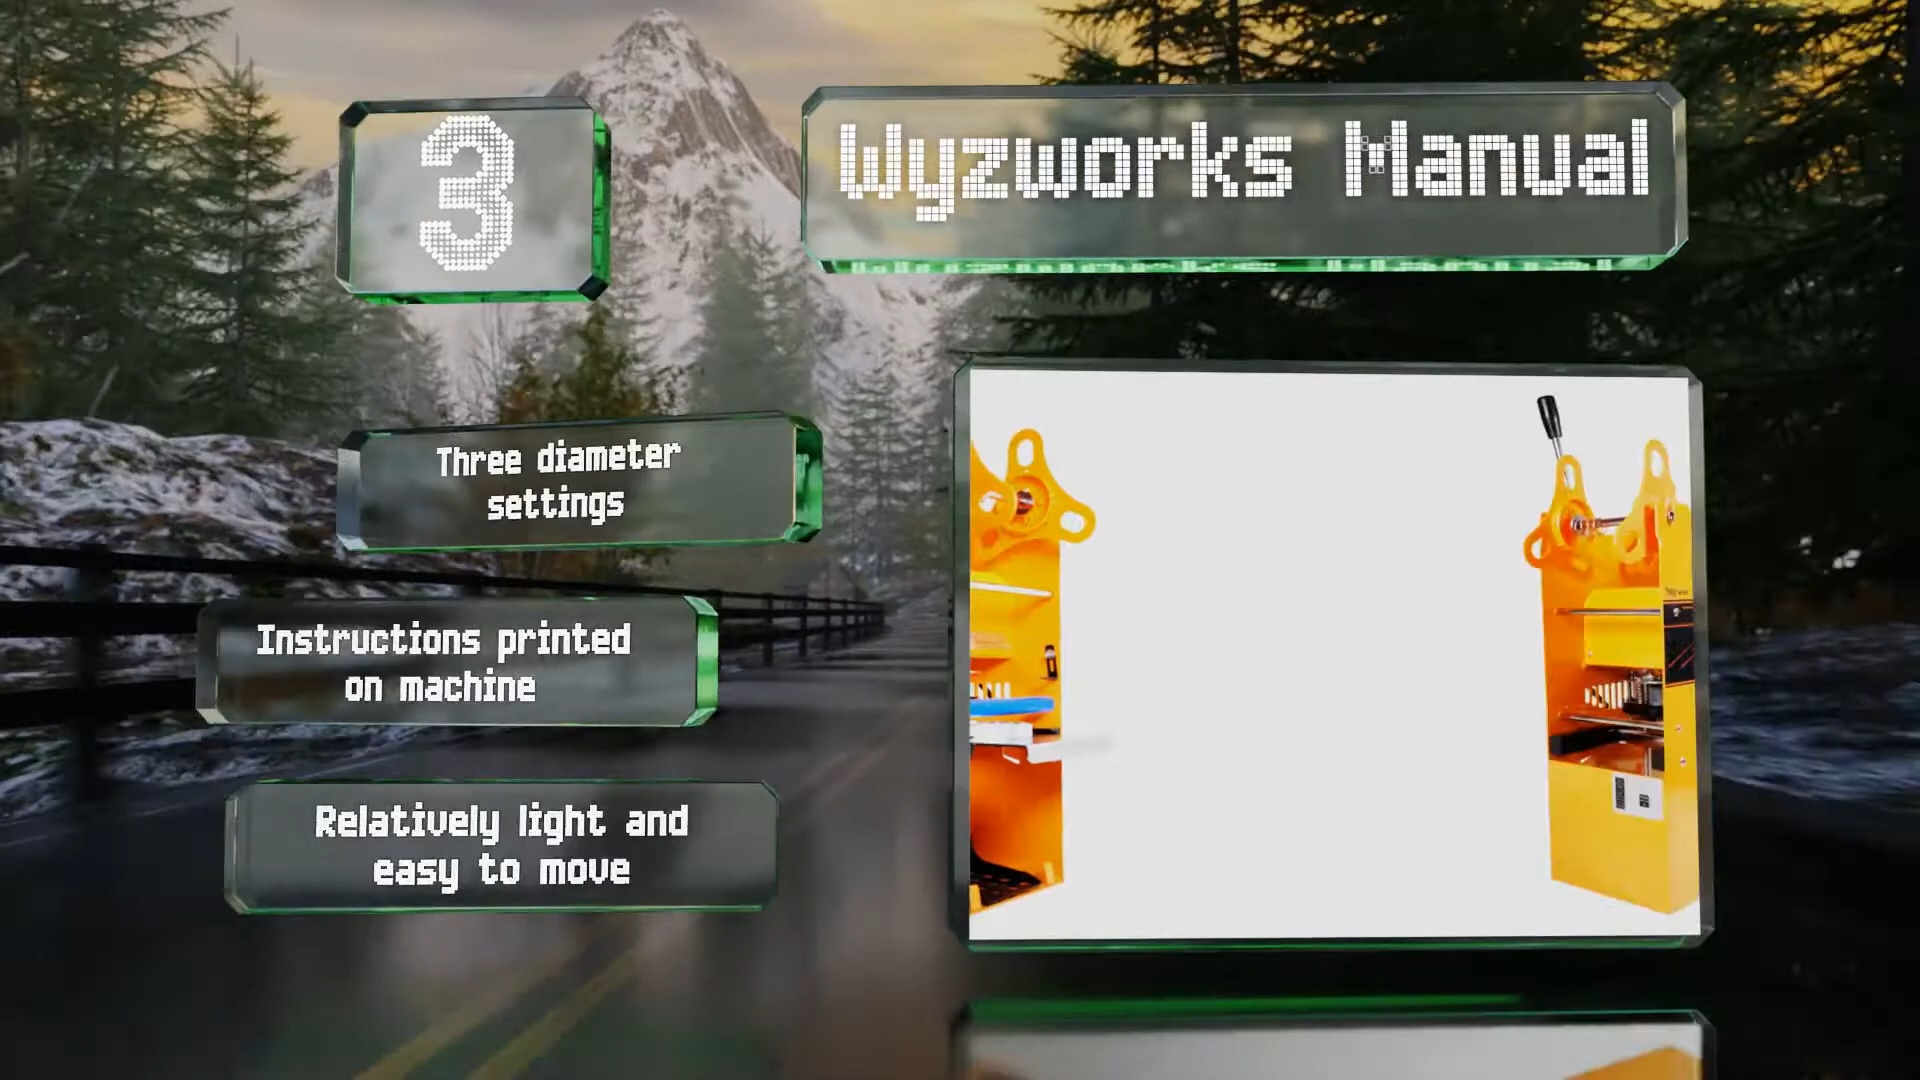 3
Wyzworks Manual
Three diameter
settings
Instructions printed
on machine
Relatively light and
easy to move